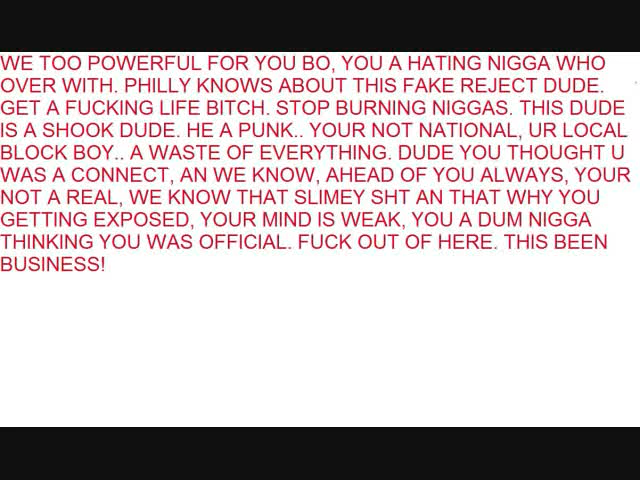 WE TOO POWERFUL FOR YOU BO, YOU A HATING NIGGA WHO
OVER WITH. PHILLY KNOWS ABOUT THIS FAKE REJECT DUDE.
GET A FUCKING LIFE BITCH. STOP BURNING NIGGAS. THIS DUDE
IS A SHOOK DUDE. HE A PUNK.. YOUR NOT NATIONAL, UR LOCAL
BLOCK BOY.. A WASTE OF EVERYTHING. DUDE YOU THOUGHT U
WAS A CONNECT, AN WE KNOW, AHEAD OF YOU ALWAYS, YOUR
NOT A REAL, WE KNOW THAT SLIMEY SHT AN THAT WHY YOU
GETTING EXPOSED, YOUR MIND IS WEAK, YOU A DUM NIGGA
THINKING YOU WAS OFFICIAL. FUCK OUT OF HERE. THIS BEEN
BUSINESS!